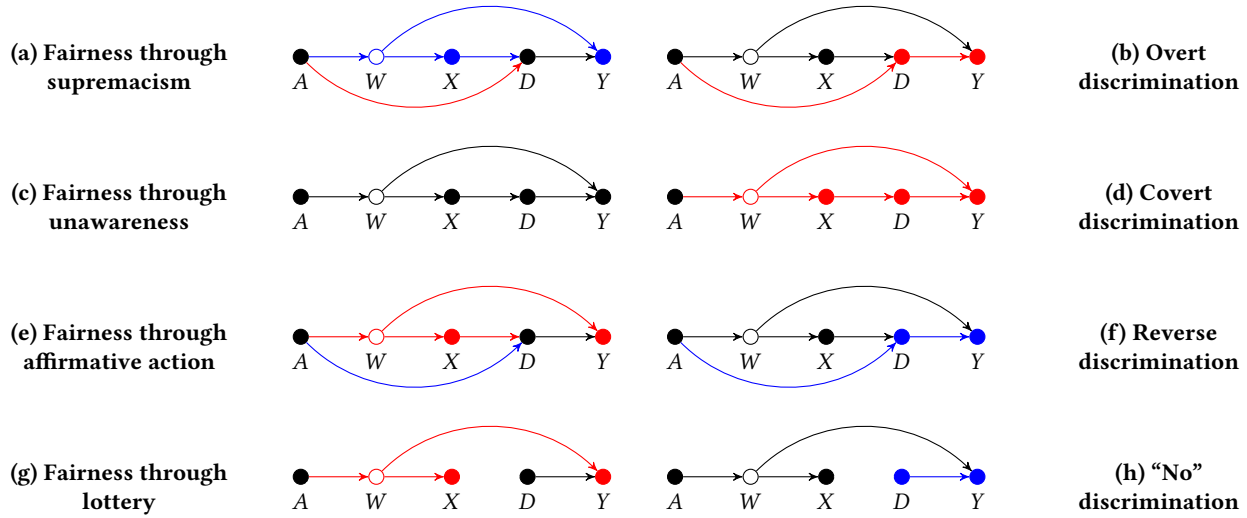 (a) Fairness through
supremacism
A W X D Y
A W X D Y
(b) Overt
discrimination
(c) Fairness through
unawareness
A W X D Y
A W X D Y
(d) Covert
discrimination
(e) Fairness through
affirmative action
A W X D Y
A W X D Y
(f) Reverse
discrimination
(g) Fairness through
lottery
A W X D Y
A W X D Y
(h) “No”
discrimination